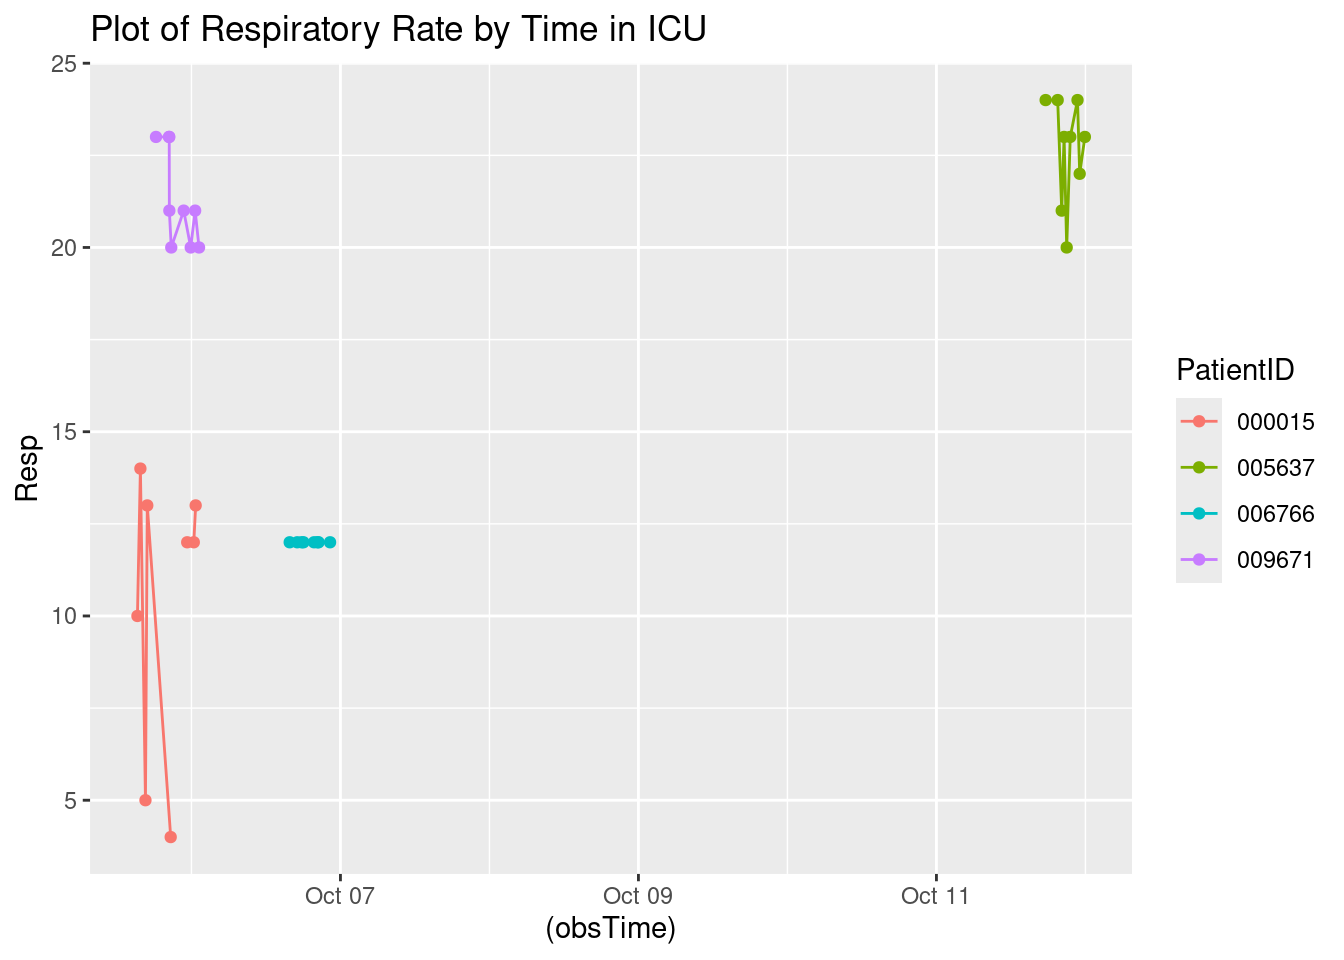 Plot of Respiratory Rate by Time in ICU
25
20
15
10
5
Resp
Oct 07
Oct 09
Oct 11
(obsTime)
PatientID
000015
005637
006766
009671